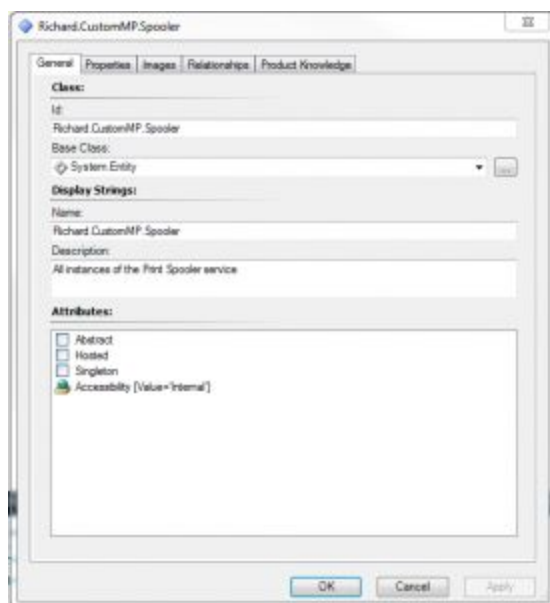 Richard.CustomMP.Spooler
General Properties Images Relationships Product Knowledge
Class:
Id:
Richard.CustomMP.Spooler
Base Class:
System.Entity ...
Display Strings:
Name:
Richard.CustomMP.Spooler
Description:
All instances of the Print Spooler service
Attributes:
Abstract
Hosted
Singleton
Accessibility [Value='Internal']
OK Cancel Apply